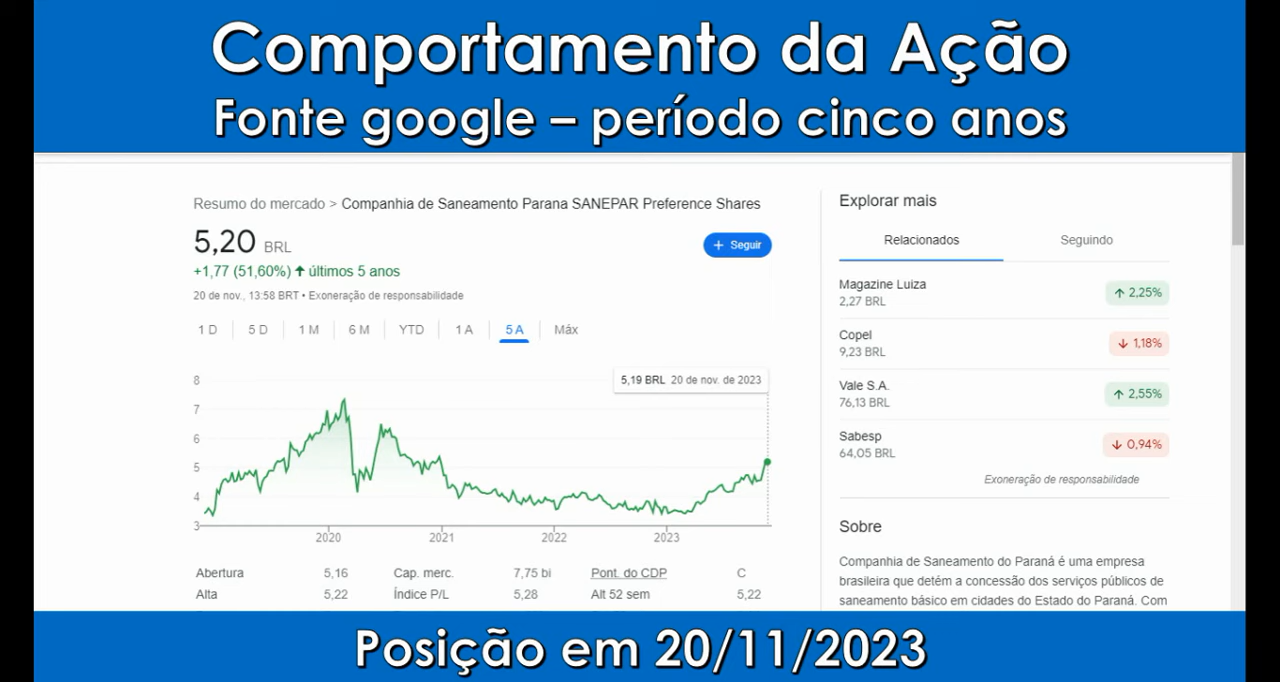 Comportamento da Ação
Fonte google – período cinco anos
Resumo do mercado > Companhia de Saneamento Parana SANEPAR Preference Shares
5,20 BRL
+ Seguir
+1,77 (51,60%) ↑ últimos 5 anos
20 de nov., 13:58 BRT • Exoneração de responsabilidade
1 D 5 D 1 M 6 M YTD 1 A 5 A Máx
5,19 BRL 20 de nov. de 2023
8
7
6
5
4
3
2020 2021 2022 2023
Abertura 5,16 Cap. merc. 7,75 bi Pont. do CDP C
Alta 5,22 Índice P/L 5,28 Alt 52 sem 5,22
Explorar mais
Relacionados Seguindo
Magazine Luiza
2,27 BRL
↑ 2,25%
Copel
9,23 BRL
↓ 1,18%
Vale S.A.
76,13 BRL
↑ 2,55%
Sabesp
64,05 BRL
↓ 0,94%
Exoneração de responsabilidade
Sobre
Companhia de Saneamento do Paraná é uma empresa
brasileira que detém a concessão dos serviços públicos de
saneamento básico em cidades do Estado do Paraná. Com
Posição em 20/11/2023